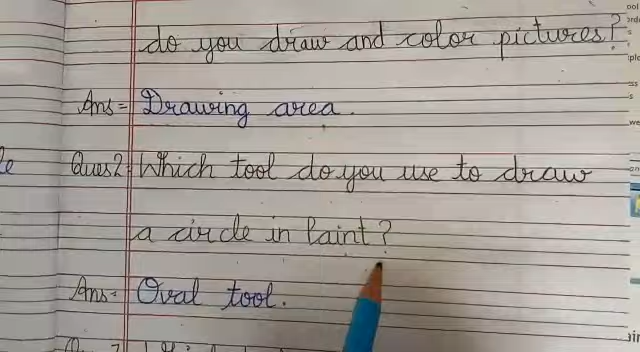 do you draw and color pictures?
Ans= Drawing area.
Ques2. Which tool do you use to draw
a circle in Paint?
Ans= Oval tool.